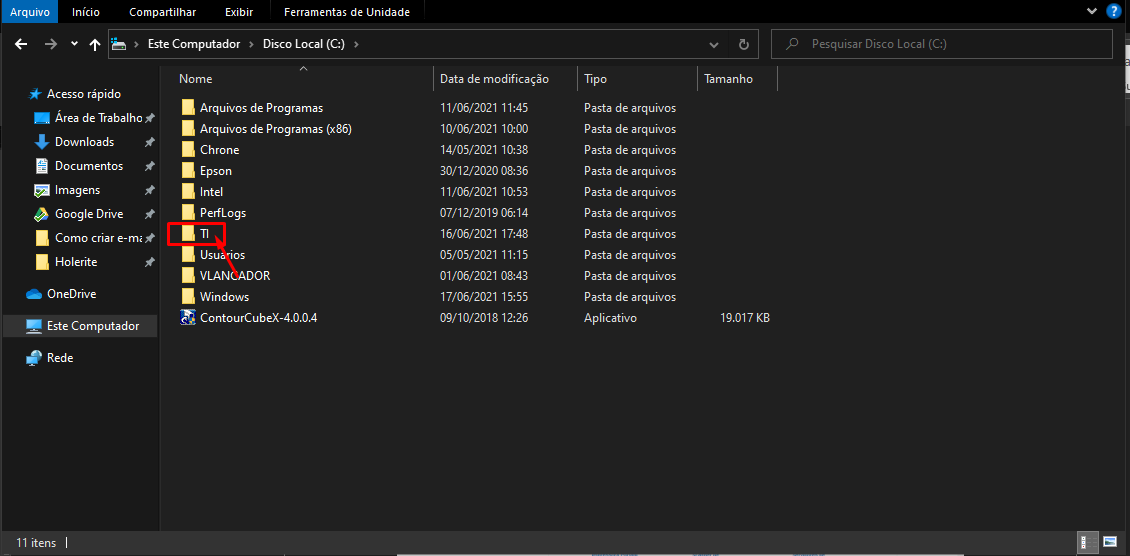 Arquivo Início Compartilhar Exibir Ferramentas de Unidade
Este Computador Disco Local (C:) Pesquisar Disco Local (C:)
Nome Data de modificação Tipo Tamanho
Acesso rápido
Área de Trabalho
Downloads
Documentos
Imagens
Google Drive
Como criar e-ma
Holerite
OneDrive
Este Computador
Rede
Arquivos de Programas 11/06/2021 11:45 Pasta de arquivos
Arquivos de Programas (x86) 10/06/2021 10:00 Pasta de arquivos
Chrone 14/05/2021 10:38 Pasta de arquivos
Epson 30/12/2020 08:36 Pasta de arquivos
Intel 11/06/2021 10:53 Pasta de arquivos
PerfLogs 07/12/2019 06:14 Pasta de arquivos
TI 16/06/2021 17:48 Pasta de arquivos
Usuários 05/05/2021 11:15 Pasta de arquivos
VLANCADOR 01/06/2021 08:43 Pasta de arquivos
Windows 17/06/2021 15:55 Pasta de arquivos
ContourCubeX-4.0.0.4 09/10/2018 12:26 Aplicativo 19.017 KB
11 itens